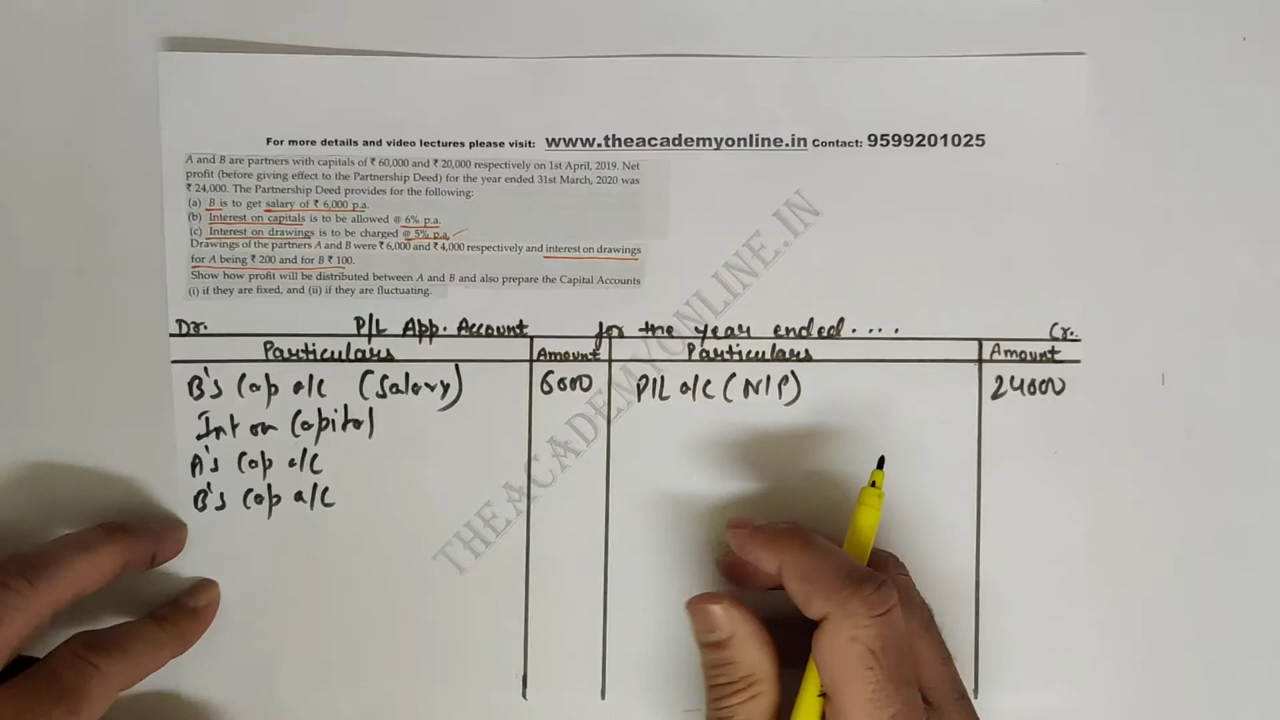 For more details and video lectures please visit: www.theacademyonline.in Contact: 9599201025
A and B are partners with capitals of ₹ 60,000 and ₹ 20,000 respectively on 1st April, 2019. Net
profit (before giving effect to the Partnership Deed) for the year ended 31st March, 2020 was
₹ 24,000. The Partnership Deed provides for the following:
(a) B is to get salary of ₹ 6,000 p.a.
(b) Interest on capitals is to be allowed @ 6% p.a.
(c) Interest on drawings is to be charged @ 5% p.a.
Drawings of the partners A and B were ₹ 6,000 and ₹ 4,000 respectively and interest on drawings
for A being ₹ 200 and for B ₹ 100.
Show how profit will be distributed between A and B and also prepare the Capital Accounts
(i) if they are fixed, and (ii) if they are fluctuating.
Dr. P/L App. Account for the year ended.... Cr.
Particulars Amount Particulars Amount
B's Cap a/c (Salary) 6000 P/L a/c (N/P) 24000
Int on Capital
A's Cap a/c
B's Cap a/c
THEACADEMYONLINE.IN